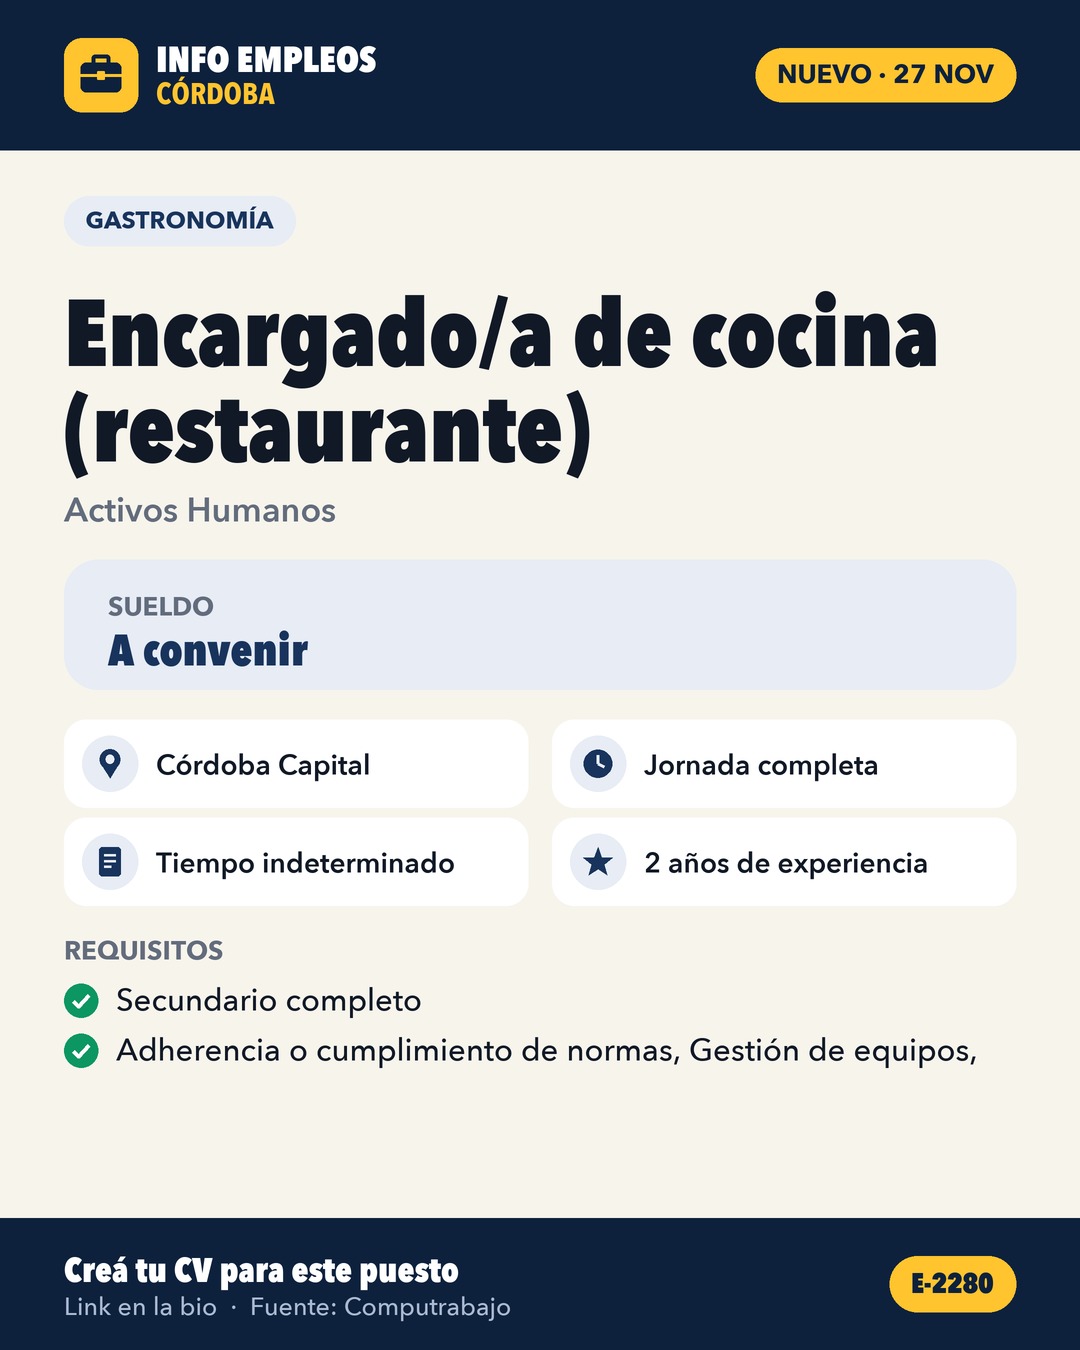 INFO EMPLEOS
CÓRDOBA
NUEVO · 27 NOV
GASTRONOMÍA
Encargado/a de cocina
(restaurante)
Activos Humanos
SUELDO
A convenir
Córdoba Capital
Jornada completa
Tiempo indeterminado
2 años de experiencia
REQUISITOS
Secundario completo
Adherencia o cumplimiento de normas, Gestión de equipos,
Creá tu CV para este puesto
Link en la bio · Fuente: Computrabajo
E-2280